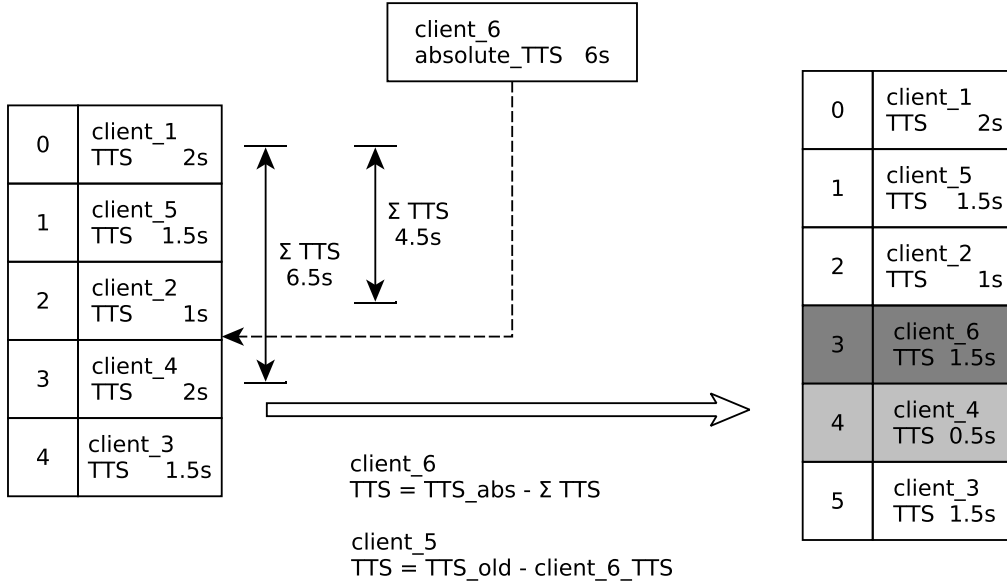 client_6
absolute_TTS 6s
0
client_1
TTS 2s
1
client_5
TTS 1.5s
2
client_2
TTS 1s
3
client_4
TTS 2s
4
client_3
TTS 1.5s
Σ TTS
6.5s
Σ TTS
4.5s
client_6
TTS = TTS_abs - Σ TTS
client_5
TTS = TTS_old - client_6_TTS
0
client_1
TTS 2s
1
client_5
TTS 1.5s
2
client_2
TTS 1s
3
client_6
TTS 1.5s
4
client_4
TTS 0.5s
5
client_3
TTS 1.5s